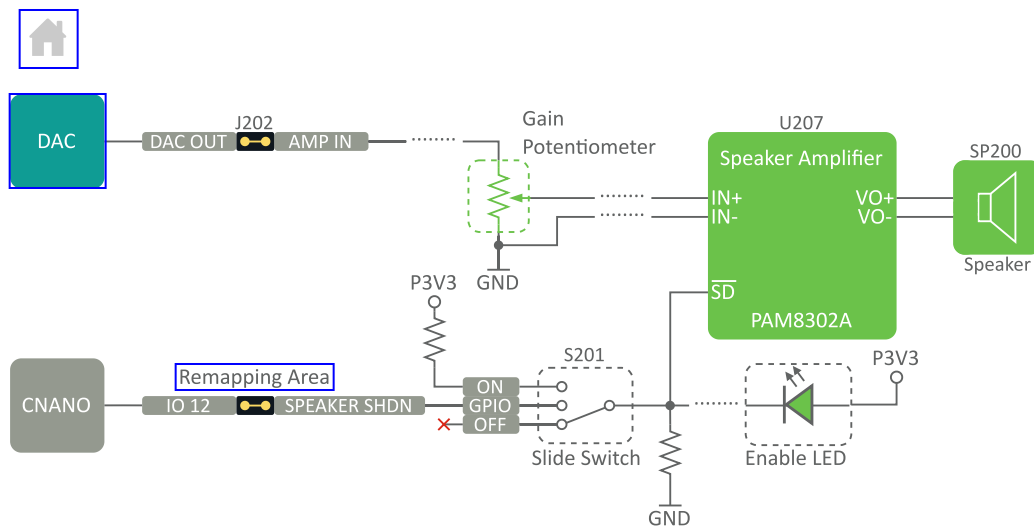 J202
DAC
DAC OUT
AMP IN
Gain
Potentiometer
U207
Speaker Amplifier
IN+
IN-
VO+
VO-
SD
PAM8302A
SP200
Speaker
GND
P3V3
CNANO
Remapping Area
IO 12
SPEAKER SHDN
ON
GPIO
OFF
S201
Slide Switch
P3V3
Enable LED
GND